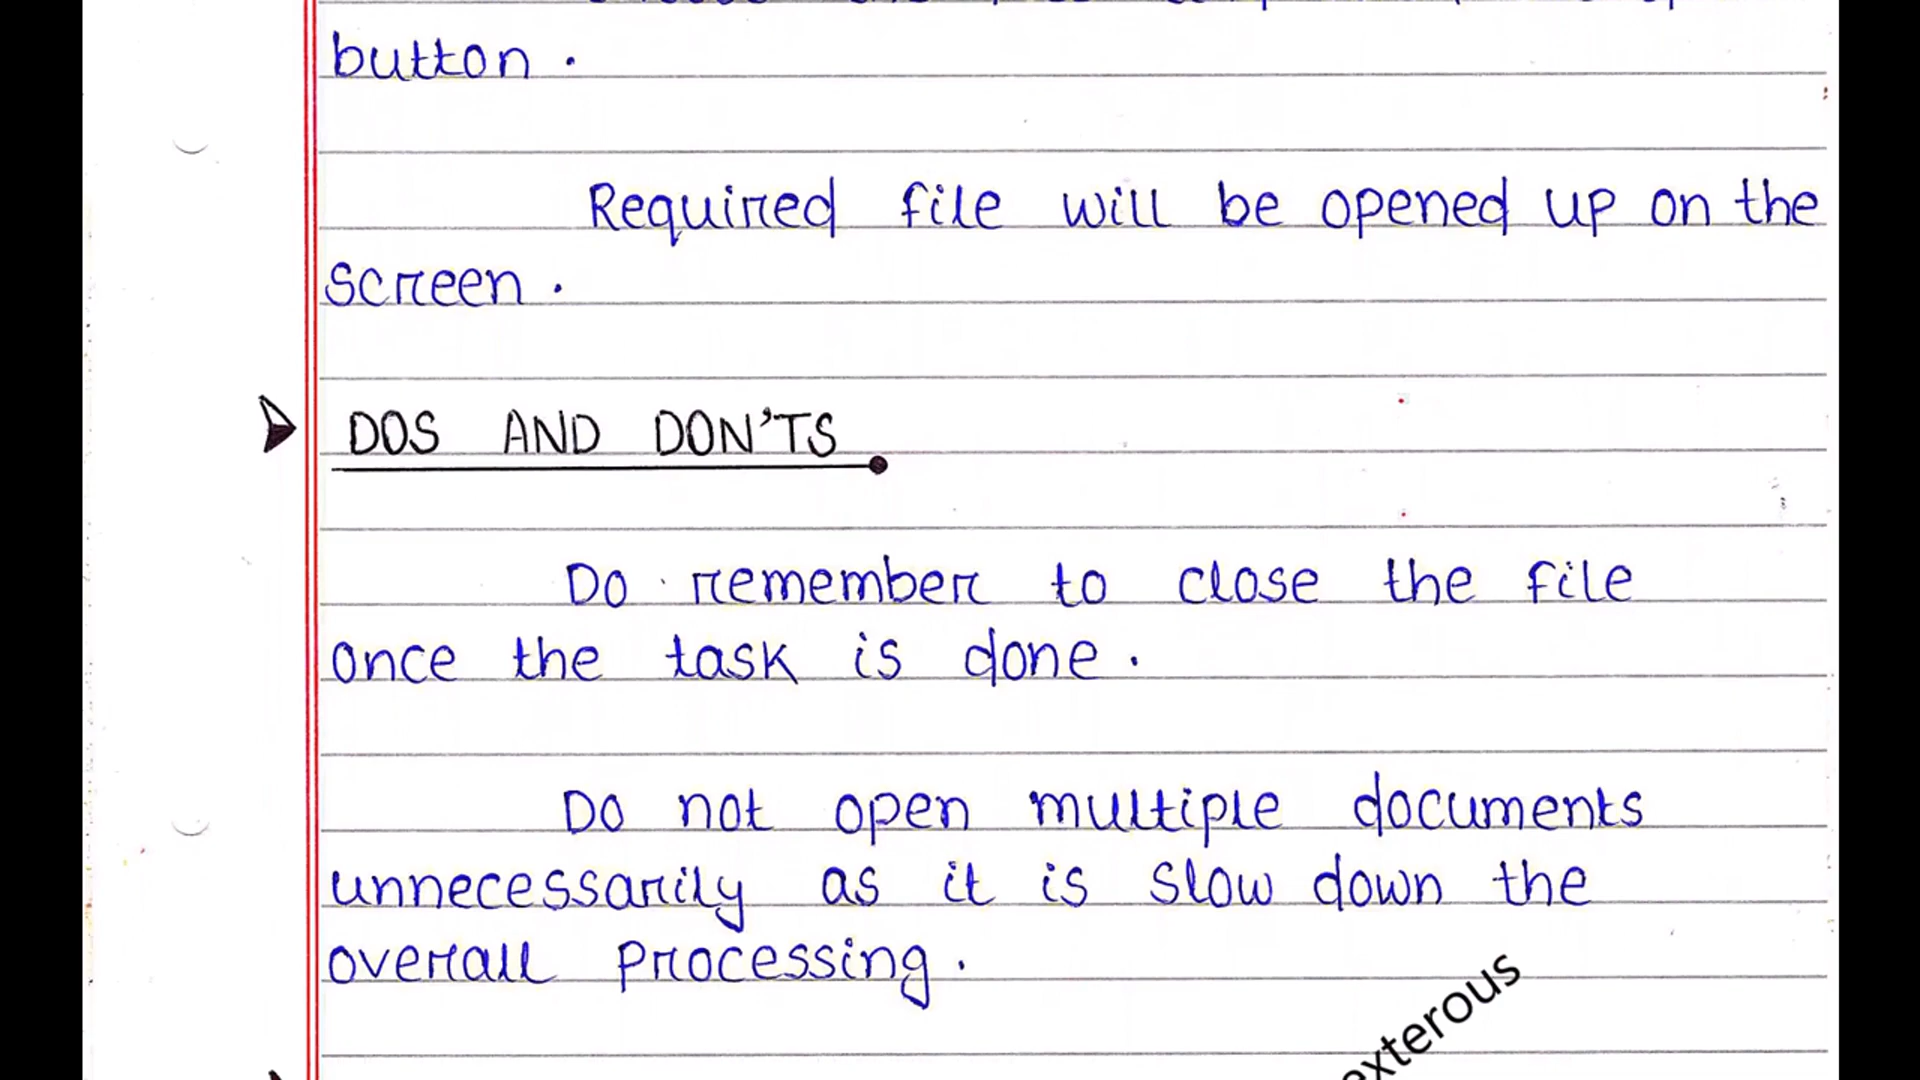 button .
Required file will be opened up on the
screen .
DOS AND DON'TS
Do remember to close the file
once the task is done .
Do not open multiple documents
unnecessarily as it is slow down the
overall processing .